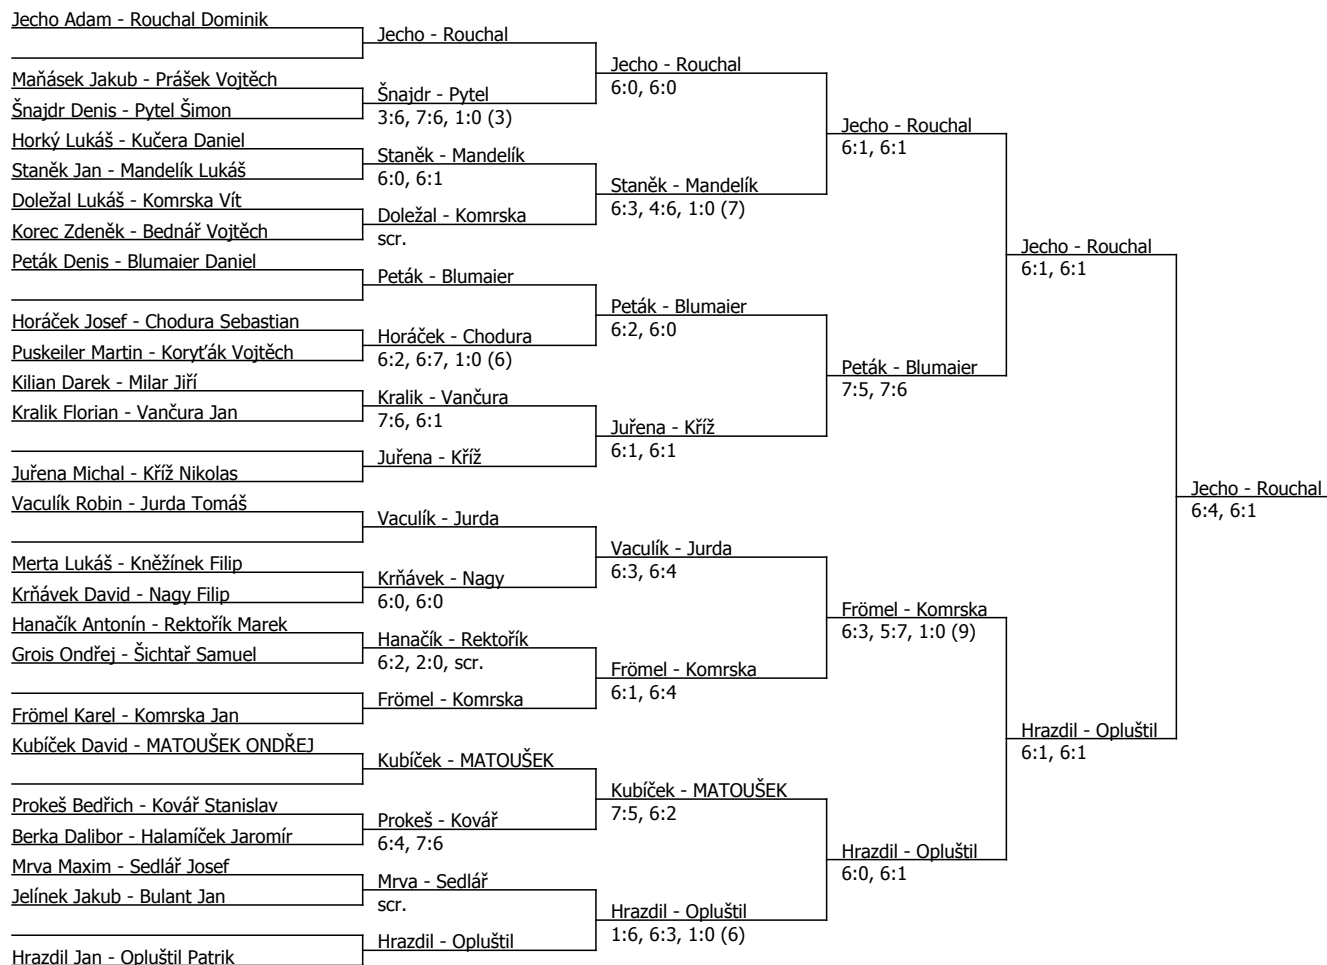 Jecho Adam - Rouchal Dominik
Maňásek Jakub - Prášek Vojtěch
Šnajdr Denis - Pytel Šimon
Horký Lukáš - Kučera Daniel
Staněk Jan - Mandelík Lukáš
Doležal Lukáš - Komrska Vít
Korec Zdeněk - Bednář Vojtěch
Peták Denis - Blumaier Daniel
Horáček Josef - Chodura Sebastian
Puskeiler Martin - Koryťák Vojtěch
Kilian Darek - Milar Jiří
Kralik Florian - Vančura Jan
Juřena Michal - Kříž Nikolas
Vaculík Robin - Jurda Tomáš
Merta Lukáš - Kněžínek Filip
Krňávek David - Nagy Filip
Hanačík Antonín - Rektořík Marek
Grois Ondřej - Šichtař Samuel
Frömel Karel - Komrska Jan
Kubíček David - MATOUŠEK ONDŘEJ
Prokeš Bedřich - Kovář Stanislav
Berka Dalibor - Halamíček Jaromír
Mrva Maxim - Sedlář Josef
Jelínek Jakub - Bulant Jan
Hrazdil Jan - Opluštil Patrik
Jecho - Rouchal
Šnajdr - Pytel
3:6, 7:6, 1:0 (3)
Staněk - Mandelík
6:0, 6:1
Doležal - Komrska
scr.
Peták - Blumaier
Horáček - Chodura
6:2, 6:7, 1:0 (6)
Kralik - Vančura
7:6, 6:1
Juřena - Kříž
Vaculík - Jurda
Krňávek - Nagy
6:0, 6:0
Hanačík - Rektořík
6:2, 2:0, scr.
Frömel - Komrska
Kubíček - MATOUŠEK
Prokeš - Kovář
6:4, 7:6
Mrva - Sedlář
scr.
Hrazdil - Opluštil
Jecho - Rouchal
6:0, 6:0
Staněk - Mandelík
6:3, 4:6, 1:0 (7)
Peták - Blumaier
6:2, 6:0
Juřena - Kříž
6:1, 6:1
Vaculík - Jurda
6:3, 6:4
Frömel - Komrska
6:1, 6:4
Kubíček - MATOUŠEK
7:5, 6:2
Hrazdil - Opluštil
1:6, 6:3, 1:0 (6)
Jecho - Rouchal
6:1, 6:1
Peták - Blumaier
7:5, 7:6
Frömel - Komrska
6:3, 5:7, 1:0 (9)
Hrazdil - Opluštil
6:0, 6:1
Jecho - Rouchal
6:1, 6:1
Hrazdil - Opluštil
6:1, 6:1
Jecho - Rouchal
6:4, 6:1